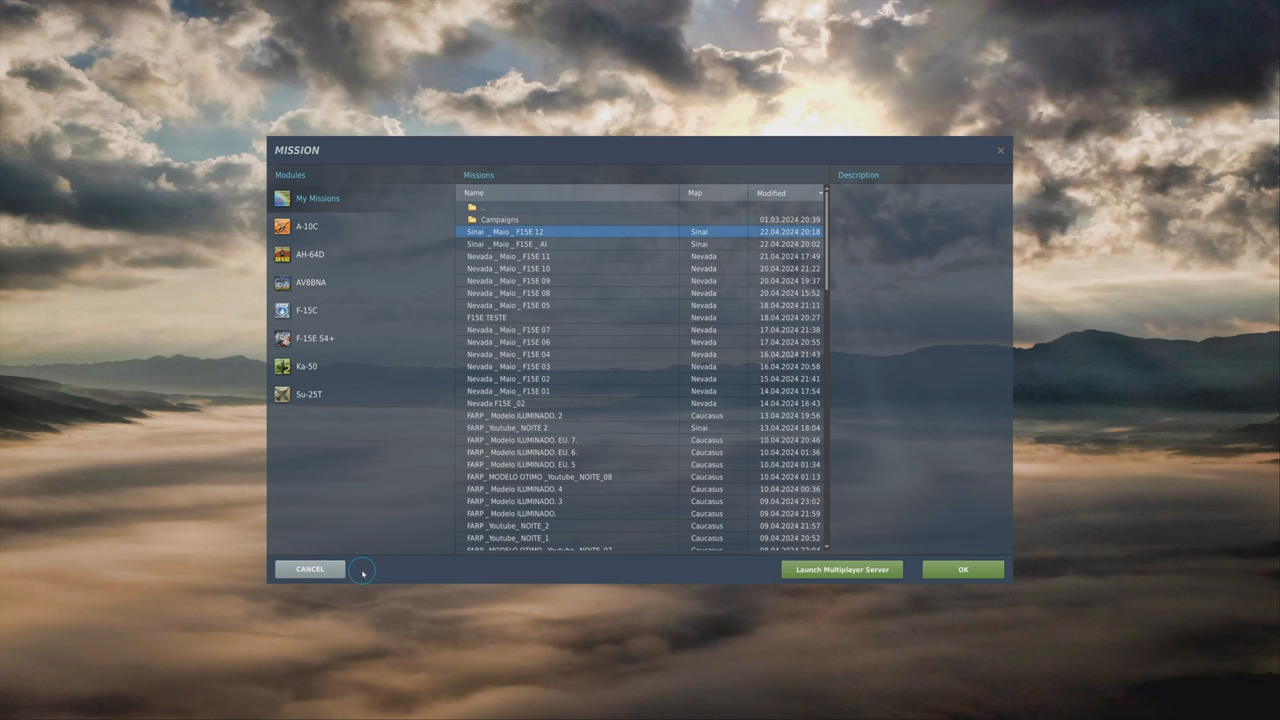 MISSION ×
Modules Missions Description
Name Map Modified
My Missions
A-10C
AH-64D
AV8BNA
F-15C
F-15E S4+
Ka-50
Su-25T
..
Campaigns 01.03.2024 20:39
Sinai _ Maio _ F15E 12 Sinai 22.04.2024 20:18
Sinai _ Maio _F15E _ AI Sinai 22.04.2024 20:02
Nevada _ Maio _ F15E 11 Nevada 21.04.2024 17:49
Nevada _ Maio _ F15E 10 Nevada 20.04.2024 21:22
Nevada _ Maio _ F15E 09 Nevada 20.04.2024 19:37
Nevada _ Maio _ F15E 08 Nevada 20.04.2024 15:52
Nevada _ Maio _ F15E 05 Nevada 18.04.2024 21:11
F15E TESTE Nevada 18.04.2024 20:27
Nevada _ Maio _ F15E 07 Nevada 17.04.2024 21:38
Nevada _ Maio _ F15E 06 Nevada 17.04.2024 20:55
Nevada _ Maio _ F15E 04 Nevada 16.04.2024 21:43
Nevada _ Maio _ F15E 03 Nevada 16.04.2024 20:58
Nevada _ Maio _ F15E 02 Nevada 15.04.2024 21:41
Nevada _ Maio _ F15E 01 Nevada 14.04.2024 17:54
Nevada F15E _02 Nevada 14.04.2024 16:43
FARP _ Modelo ILUMINADO. 2 Caucasus 13.04.2024 19:56
FARP _Youtube_ NOITE 2 Sinai 13.04.2024 18:04
FARP _ Modelo ILUMINADO. EU. 7. Caucasus 10.04.2024 20:46
FARP _ Modelo ILUMINADO. EU. 6. Caucasus 10.04.2024 01:36
FARP _ Modelo ILUMINADO. EU. 5 Caucasus 10.04.2024 01:34
FARP_ MODELO OTIMO _Youtube_ NOITE_08 Caucasus 10.04.2024 01:13
FARP _ Modelo ILUMINADO. 4 Caucasus 10.04.2024 00:36
FARP _ Modelo ILUMINADO. 3 Caucasus 09.04.2024 23:02
FARP _ Modelo ILUMINADO. Caucasus 09.04.2024 21:59
FARP _Youtube_ NOITE_2 Caucasus 09.04.2024 21:57
FARP _Youtube_ NOITE_1 Caucasus 09.04.2024 20:52
FARP_ MODELO OTIMO _Youtube_ NOITE_07 Caucasus 08.04.2024 22:04
CANCEL Launch Multiplayer Server OK